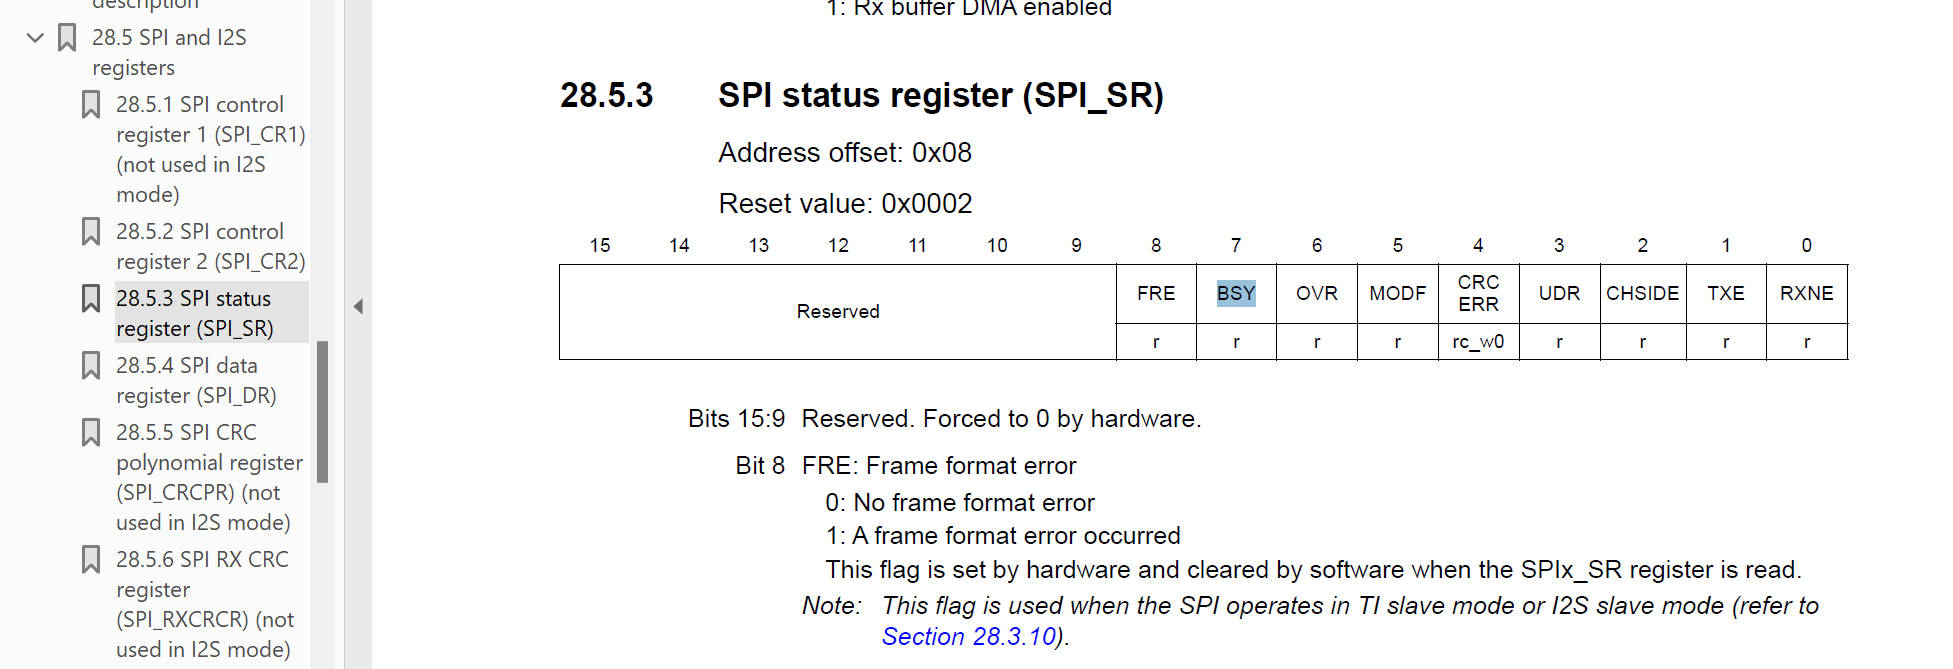 description
28.5 SPI and I2S
registers
28.5.1 SPI control
register 1 (SPI_CR1)
(not used in I2S
mode)
28.5.2 SPI control
register 2 (SPI_CR2)
28.5.3 SPI status
register (SPI_SR)
28.5.4 SPI data
register (SPI_DR)
28.5.5 SPI CRC
polynomial register
(SPI_CRCPR) (not
used in I2S mode)
28.5.6 SPI RX CRC
register
(SPI_RXCRCR) (not
used in I2S mode)
1: Rx buffer DMA enabled
28.5.3 SPI status register (SPI_SR)
Address offset: 0x08
Reset value: 0x0002
15 14 13 12 11 10 9 8 7 6 5 4 3 2 1 0
Reserved FRE BSY OVR MODF CRC ERR UDR CHSIDE TXE RXNE
r r r r rc_w0 r r r r
Bits 15:9 Reserved. Forced to 0 by hardware.
Bit 8 FRE: Frame format error
0: No frame format error
1: A frame format error occurred
This flag is set by hardware and cleared by software when the SPIx_SR register is read.
Note: This flag is used when the SPI operates in TI slave mode or I2S slave mode (refer to
Section 28.3.10).